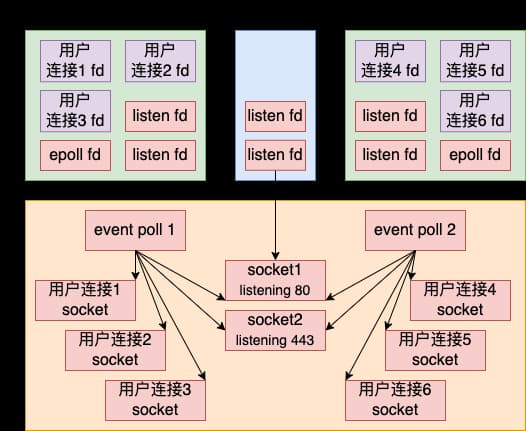 用户
连接1 fd
用户
连接2 fd
用户
连接3 fd
listen fd
epoll fd
listen fd
listen fd
listen fd
用户
连接4 fd
用户
连接5 fd
listen fd
用户
连接6 fd
listen fd
epoll fd
event poll 1
event poll 2
socket1
listening 80
socket2
listening 443
用户连接1
socket
用户连接2
socket
用户连接3
socket
用户连接4
socket
用户连接5
socket
用户连接6
socket